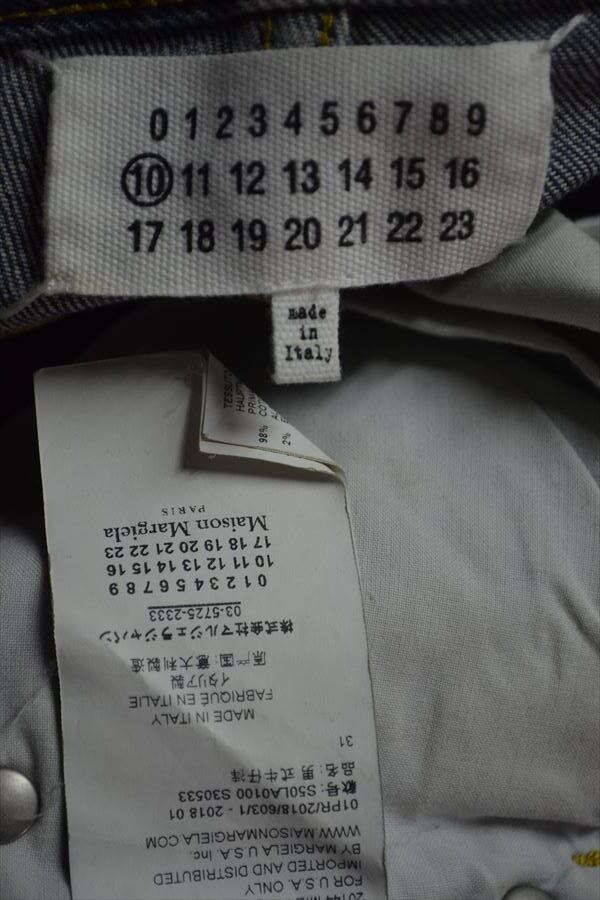 0 1 2 3 4 5 6 7 8 9
10 11 12 13 14 15 16
17 18 19 20 21 22 23
made
in
Italy
98%
2%
FOR U.S.A. ONLY
IMPORTED AND DISTRIBUTED
BY MARGIELA U.S.A. Inc.
WWW.MAISONMARGIELA.COM
01PR/2018/603/1 - 2018 01
款号: S50LA0100 S30533
品名: 男式牛仔洋
31
MADE IN ITALY
FABRIQUÉ EN ITALIE
イタリア製
原产国: 意大利製造
株式会社マルジェラジャパン
03-5725-2333
0 1 2 3 4 5 6 7 8 9
10 11 12 13 14 15 16
17 18 19 20 21 22 23
Maison Margiela
PARIS